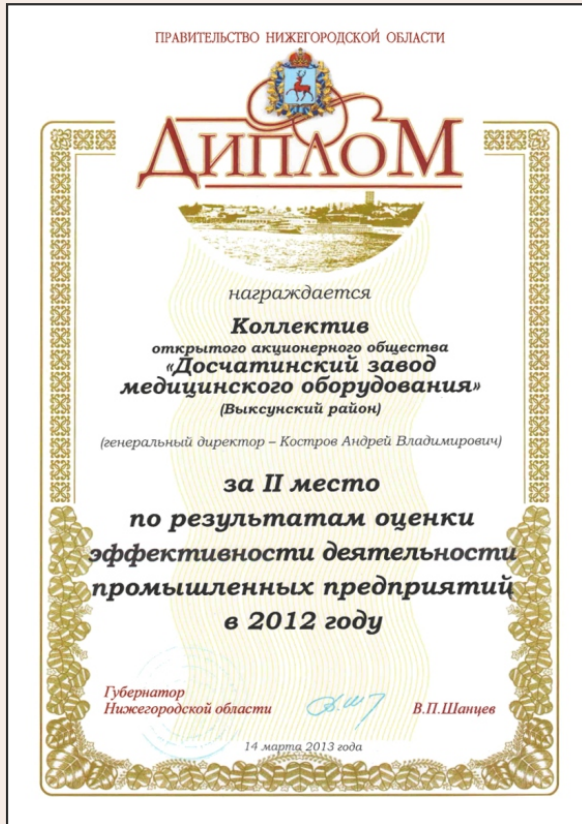 ПРАВИТЕЛЬСТВО НИЖЕГОРОДСКОЙ ОБЛАСТИ
ДИПЛОМ
награждается
Коллектив
открытого акционерного общества
«Досчатинский завод
медицинского оборудования»
(Выксунский район)
(генеральный директор – Костров Андрей Владимирович)
за II место
по результатам оценки
эффективности деятельности
промышленных предприятий
в 2012 году
Губернатор
Нижегородской области
В.П.Шанцев
14 марта 2013 года